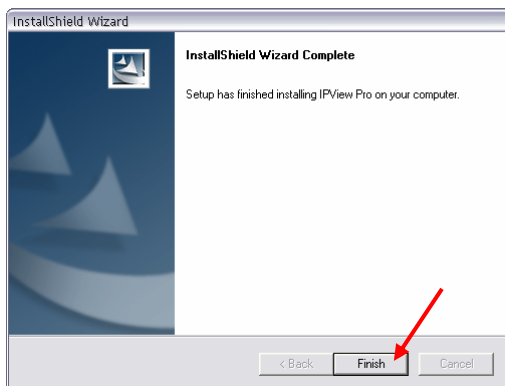 InstallShield Wizard
InstallShield Wizard Complete
Setup has finished installing IPView Pro on your computer.
< Back
Finish
Cancel